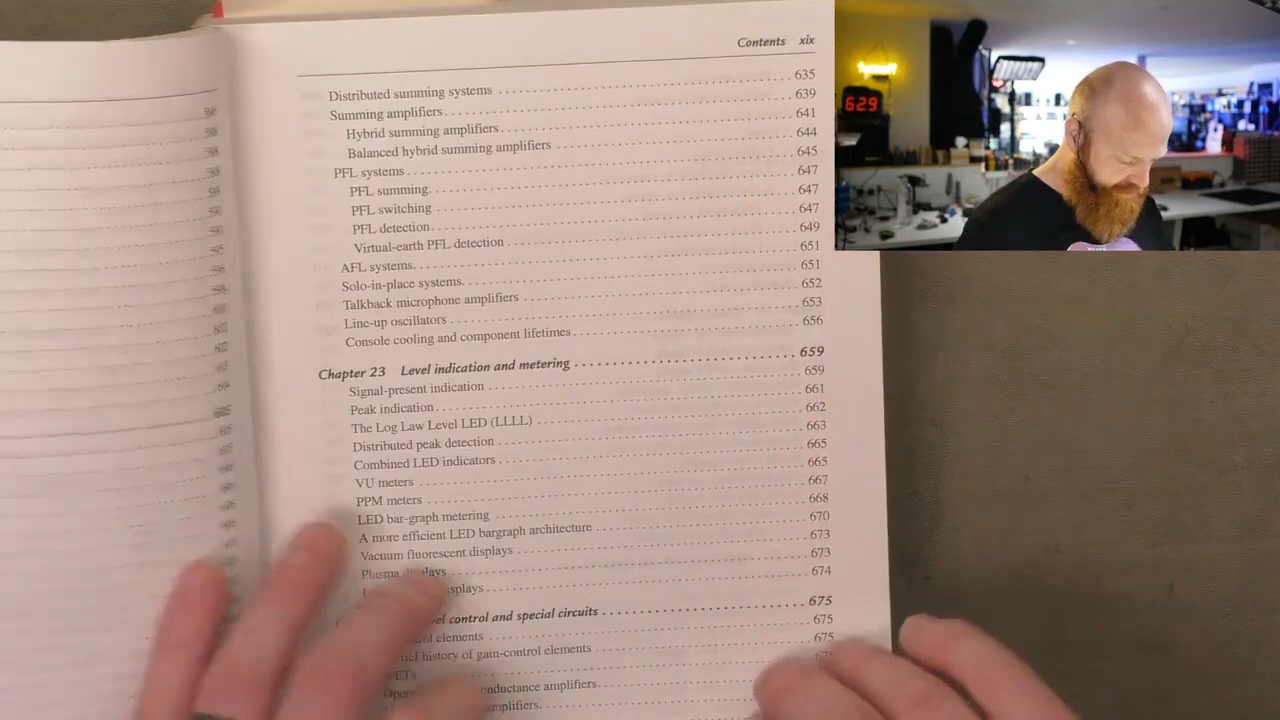 Contents xix
Distributed summing systems ........ 635
Summing amplifiers ........ 639
Hybrid summing amplifiers ........ 641
Balanced hybrid summing amplifiers ........ 644
PFL systems ........ 645
PFL summing ........ 647
PFL switching ........ 647
PFL detection ........ 647
Virtual-earth PFL detection ........ 649
AFL systems ........ 651
Solo-in-place systems ........ 651
Talkback microphone amplifiers ........ 652
Line-up oscillators ........ 653
Console cooling and component lifetimes ........ 656
Chapter 23 Level indication and metering ........ 659
Signal-present indication ........ 659
Peak indication ........ 661
The Log Law Level LED (LLLL) ........ 662
Distributed peak detection ........ 663
Combined LED indicators ........ 665
VU meters ........ 665
PPM meters ........ 667
LED bar-graph metering ........ 668
A more efficient LED bargraph architecture ........ 670
Vacuum fluorescent displays ........ 673
Plasma displays ........ 673
displays ........ 674
control and special circuits ........ 675
elements ........ 675
history of gain-control elements ........ 675
amplifiers
amplifiers
62.9